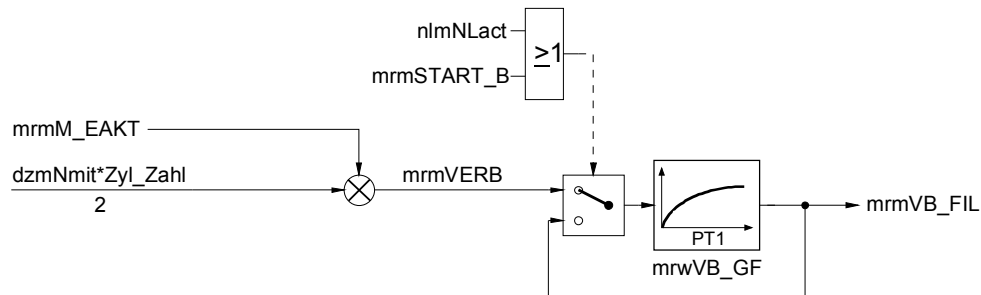 nlmNLact
≥1
mrmSTART_B
mrmM_EAKT
dzmNmit*Zyl_Zahl
2
mrmVERB
mrmVB_FIL
PT1
mrwVB_GF